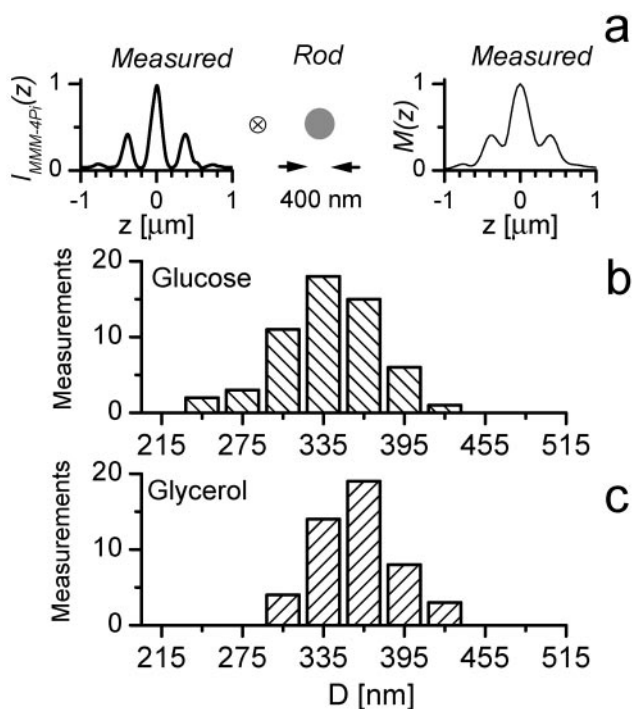 a
Measured Rod Measured
I_MMM-4Pi(z)
1
0
-1 0 1
z [μm]
⊗
400 nm
M(z)
1
0
-1 0 1
z [μm]
b
Glucose
Measurements
20
10
0
215 275 335 395 455 515
c
Glycerol
Measurements
20
10
0
215 275 335 395 455 515
D [nm]